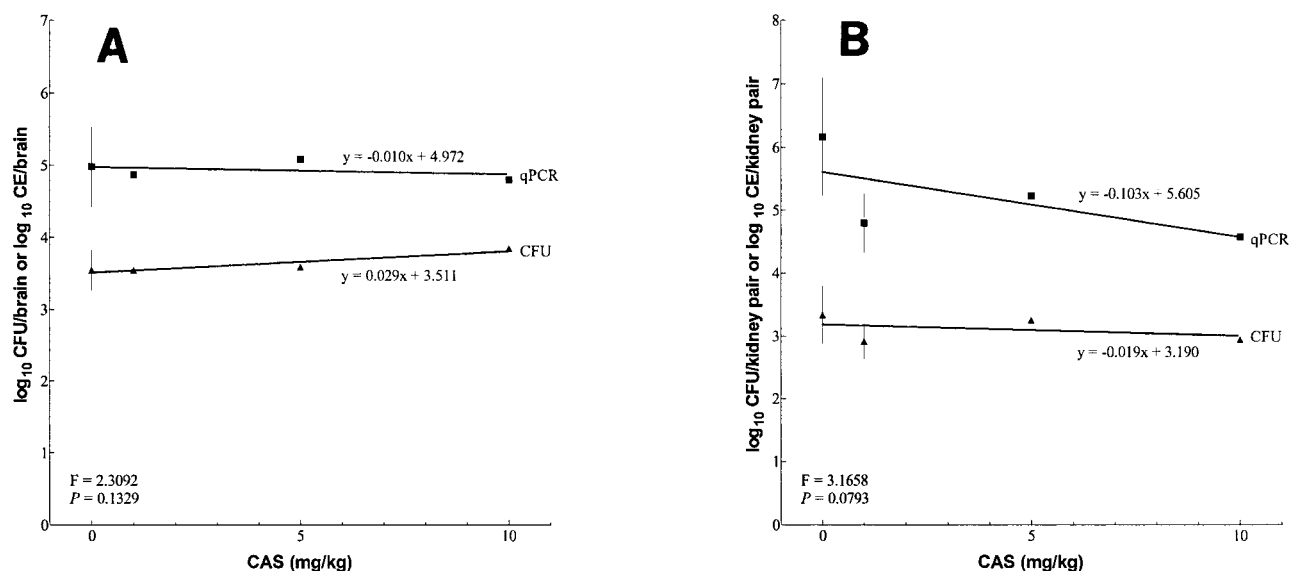 A
log10 CFU/brain or log10 CE/brain
7
6
5
4
3
2
1
0
y = -0.010x + 4.972
qPCR
CFU
y = 0.029x + 3.511
F = 2.3092
P = 0.1329
0
5
10
CAS (mg/kg)
B
log10 CFU/kidney pair or log10 CE/kidney pair
8
7
6
5
4
3
2
1
0
y = -0.103x + 5.605
qPCR
CFU
y = -0.019x + 3.190
F = 3.1658
P = 0.0793
0
5
10
CAS (mg/kg)